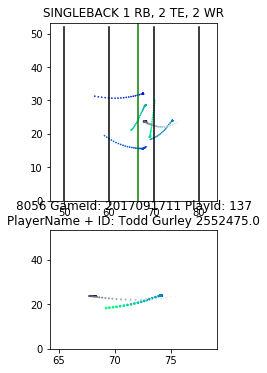 SINGLEBACK 1 RB, 2 TE, 2 WR
50
40
30
20
10
0
50 60 70 80
8056 GameId: 2017091711 PlayId: 137
PlayerName + ID: Todd Gurley 2552475.0
40
20
0
65 70 75